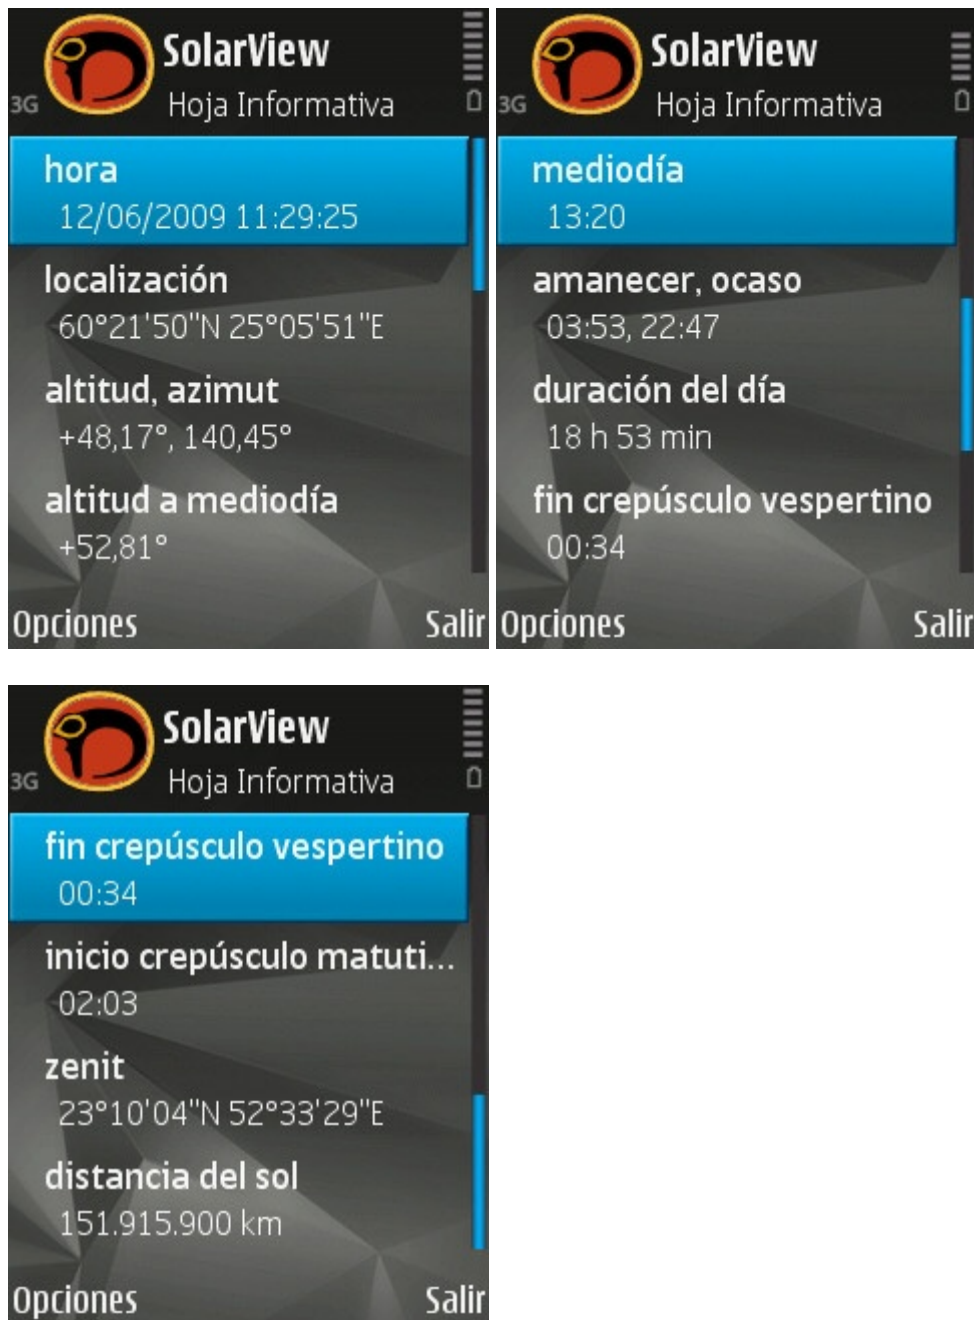 SolarView
3G
Hoja Informativa
hora
12/06/2009 11:29:25
localización
60°21'50"N 25°05'51"E
altitud, azimut
+48,17°, 140,45°
altitud a mediodía
+52,81°
Opciones
Salir
SolarView
3G
Hoja Informativa
mediodía
13:20
amanecer, ocaso
03:53, 22:47
duración del día
18 h 53 min
fin crepúsculo vespertino
00:34
Opciones
Salir
SolarView
3G
Hoja Informativa
fin crepúsculo vespertino
00:34
inicio crepúsculo matuti...
02:03
zenit
23°10'04"N 52°33'29"E
distancia del sol
151.915.900 km
Opciones
Salir